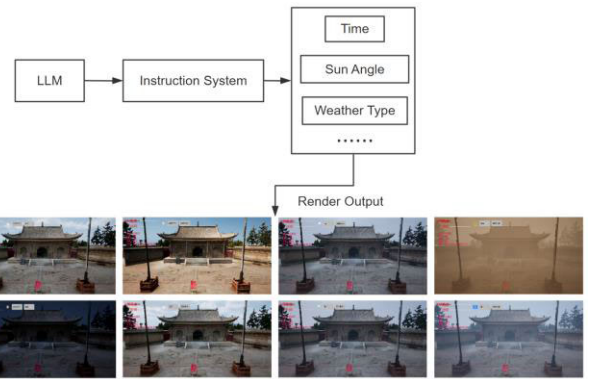 Time
LLM
Instruction System
Sun Angle
Weather Type
......
Render Output